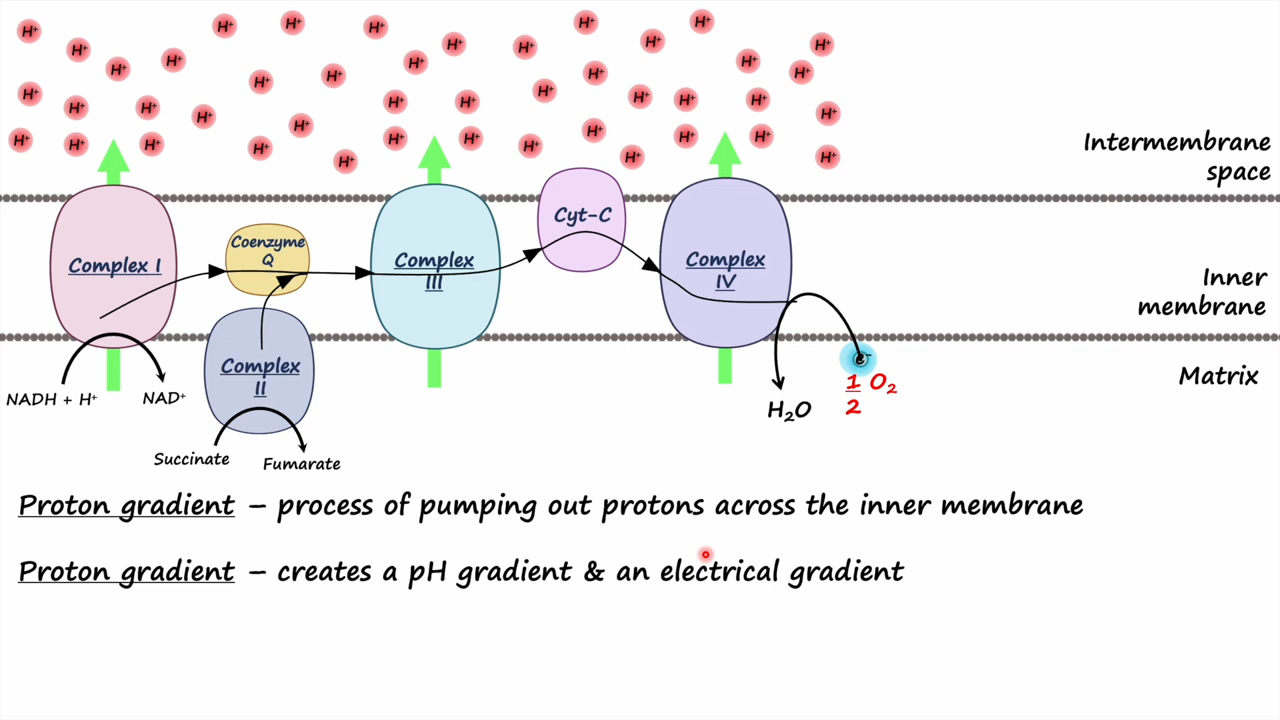 H⁺ H⁺ H⁺ H⁺ H⁺ H⁺ H⁺ H⁺ H⁺ H⁺ H⁺ H⁺
H⁺ H⁺ H⁺ H⁺ H⁺ H⁺ H⁺ H⁺ H⁺ H⁺
H⁺ H⁺ H⁺ H⁺ H⁺ H⁺ H⁺ H⁺ H⁺ H⁺ H⁺
H⁺ H⁺ H⁺ H⁺ H⁺ H⁺ H⁺ H⁺ H⁺ H⁺ H⁺ H⁺ H⁺ H⁺
Intermembrane
space
Complex I
Coenzyme
Q
Complex
II
Complex
III
Cyt-C
Complex
IV
Inner
membrane
Matrix
NADH + H⁺
NAD⁺
Succinate
Fumarate
H₂O
e⁻
1/2 O₂
Proton gradient – process of pumping out protons across the inner membrane
Proton gradient – creates a pH gradient & an electrical gradient